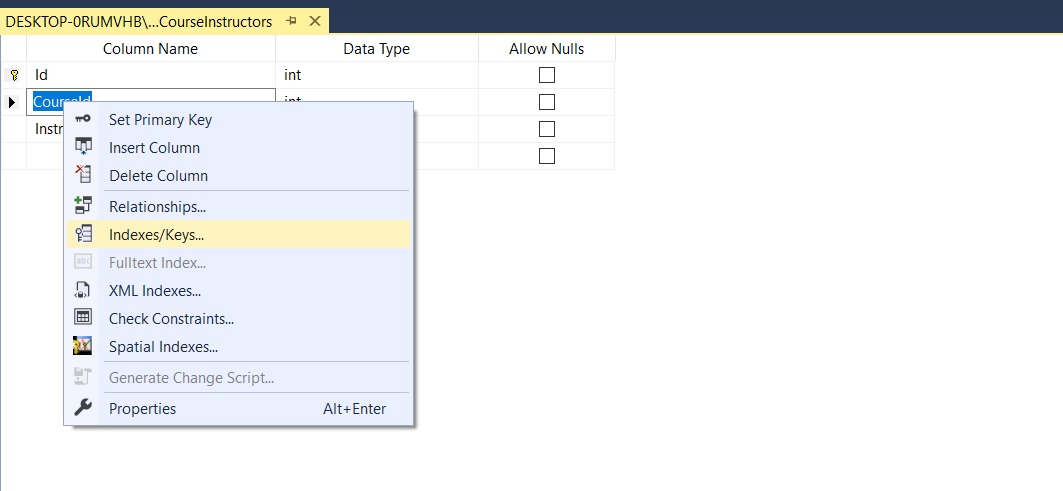 DESKTOP-0RUMVHB\...CourseInstructors
Column Name Data Type Allow Nulls
Id int
CourseId int
Instr
Set Primary Key
Insert Column
Delete Column
Relationships...
Indexes/Keys...
abc Fulltext Index...
XML Indexes...
Check Constraints...
Spatial Indexes...
Generate Change Script...
Properties Alt+Enter